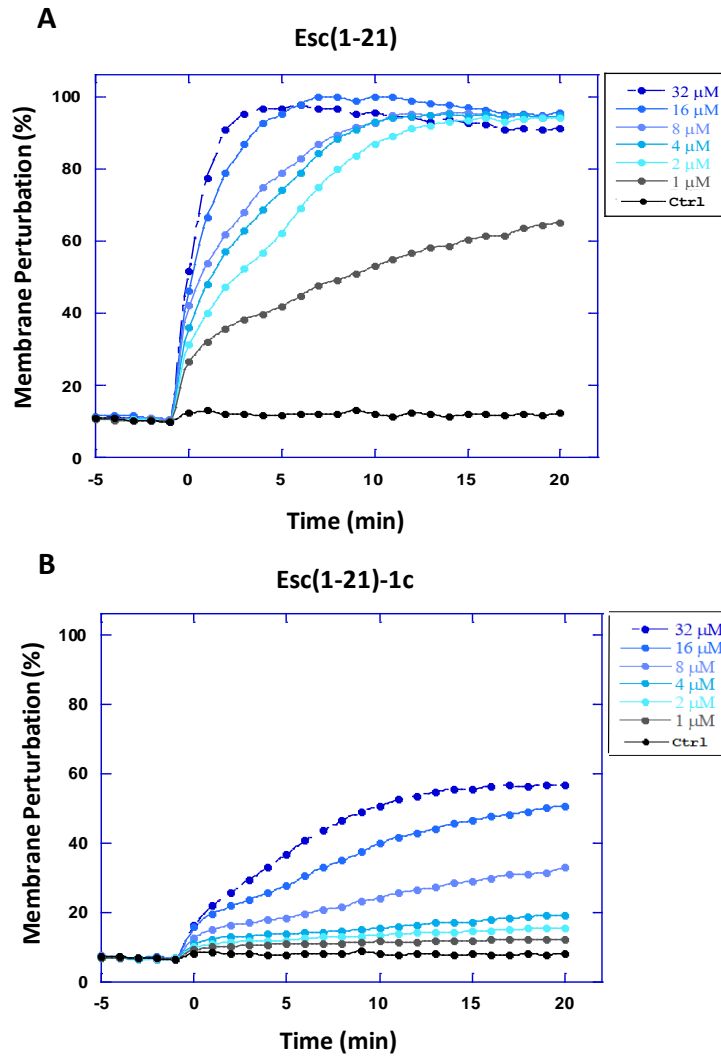 A
Esc(1-21)
Membrane Perturbation (%)
100
80
60
40
20
0
-5
0
5
10
15
20
Time (min)
32 µM
16 µM
8 µM
4 µM
2 µM
1 µM
Ctrl
B
Esc(1-21)-1c
Membrane Perturbation (%)
100
80
60
40
20
0
-5
0
5
10
15
20
Time (min)
32 µM
16 µM
8 µM
4 µM
2 µM
1 µM
Ctrl